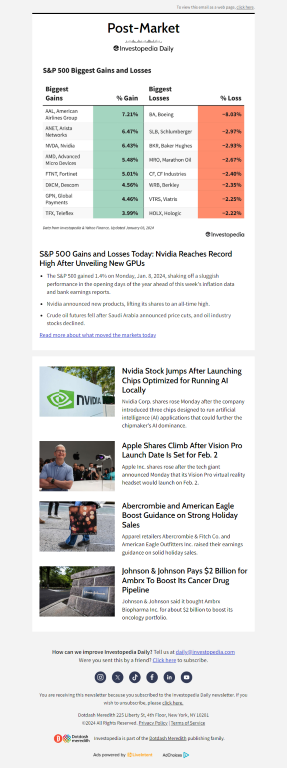 To view this email as a web page, click here
Post-Market
Investopedia Daily
S&P 500 Biggest Gains and Losses
Biggest Gains % Gain Biggest Losses % Loss
AAL, American Airlines Group 7.21% BA, Boeing −8.03%
ANET, Arista Networks 6.47% SLB, Schlumberger −2.97%
NVDA, Nvidia 6.43% BKR, Baker Hughes −2.93%
AMD, Advanced Micro Devices 5.48% MRO, Marathon Oil −2.67%
FTNT, Fortinet 5.01% CF, CF Industries −2.40%
DXCM, Dexcom 4.56% WRB, Berkley −2.35%
GPN, Global Payments 4.46% VTRS, Viatris −2.25%
TFX, Teleflex 3.99% HOLX, Hologic −2.22%
Data from Investopedia & Yahoo Finance. Updated January 08, 2024
Investopedia
S&P 500 Gains and Losses Today: Nvidia Reaches Record
High After Unveiling New GPUs
The S&P 500 gained 1.4% on Monday, Jan. 8, 2024, shaking off a sluggish
performance in the opening days of the year ahead of this week's inflation data
and bank earnings reports.
Nvidia announced new products, lifting its shares to an all-time high.
Crude oil futures fell after Saudi Arabia announced price cuts, and oil industry
stocks declined.
Read more about what moved the markets today
Nvidia Stock Jumps After Launching
Chips Optimized for Running AI
Locally
Nvidia Corp. shares rose Monday after the company
introduced three chips designed to run artificial
intelligence (AI) applications that could further the
chipmaker's AI dominance.
NVIDIA
Apple Shares Climb After Vision Pro
Launch Date Is Set for Feb. 2
Apple Inc. shares rose after the tech giant
announced Monday that its Vision Pro virtual reality
headset would launch on Feb. 2.
Abercrombie and American Eagle
Boost Guidance on Strong Holiday
Sales
Apparel retailers Abercrombie & Fitch Co. and
American Eagle Outfitters Inc. raised their earnings
guidance on solid holiday sales.
Johnson & Johnson Pays $2 Billion for
Ambrx To Boost Its Cancer Drug
Pipeline
Johnson & Johnson said it bought Ambrx
Biopharma Inc. for about $2 billion to boost its
oncology portfolio.
How can we improve Investopedia Daily? Tell us at daily@investopedia.com
Were you sent this by a friend? Click here to subscribe.
You are receiving this newsletter because you subscribed to the Investopedia Daily newsletter. If you
wish to unsubscribe, please click here.
Dotdash Meredith 225 Liberty St, 4th Floor, New York, NY 10281
©2024 All Rights Reserved. Privacy Policy | Terms of Service
Dotdash meredith Investopedia is part of the Dotdash Meredith publishing family.
Ads powered by LiveIntent AdChoices